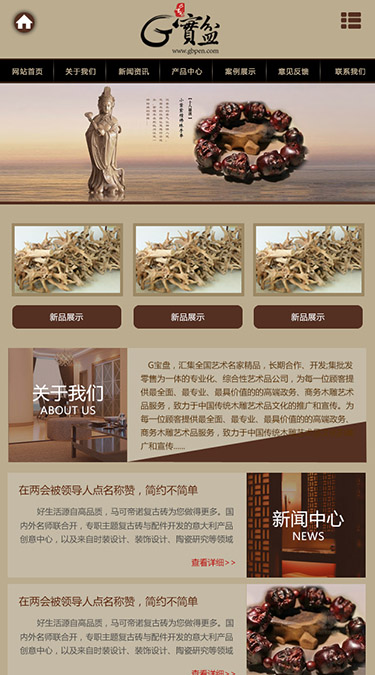 G寶盆
www.gbpen.com
网站首页 关于我们 新闻资讯 产品中心 案例展示 意见反馈 联系我们
新品展示 新品展示 新品展示
关于我们
ABOUT US
G宝盘，汇集全国艺术名家精品，长期合作、开发;集批发
零售为一体的专业化、综合性艺术品公司，为每一位顾客提
供最全面、最专业、最具价值的的高端政务、商务木雕艺术
品服务，致力于中国传统木雕艺术品文化的推广和宣传。为
每一位顾客提供最全面、最专业、最具价值的的高端政务、
商务木雕艺术品服务，致力于中国传统木雕艺术品
广和宣传......
在两会被领导人点名称赞，简约不简单
好生活源自高品质，马可帝诺复古砖为您做得更多。国
内外名师联合开，专职主题复古砖与配件开发的意大利产品
创意中心，以及来自时装设计、装饰设计、陶瓷研究等领域
查看详细>>
新闻中心
NEWS
在两会被领导人点名称赞，简约不简单
好生活源自高品质，马可帝诺复古砖为您做得更多。国
内外名师联合开，专职主题复古砖与配件开发的意大利产品
创意中心，以及来自时装设计、装饰设计、陶瓷研究等领域